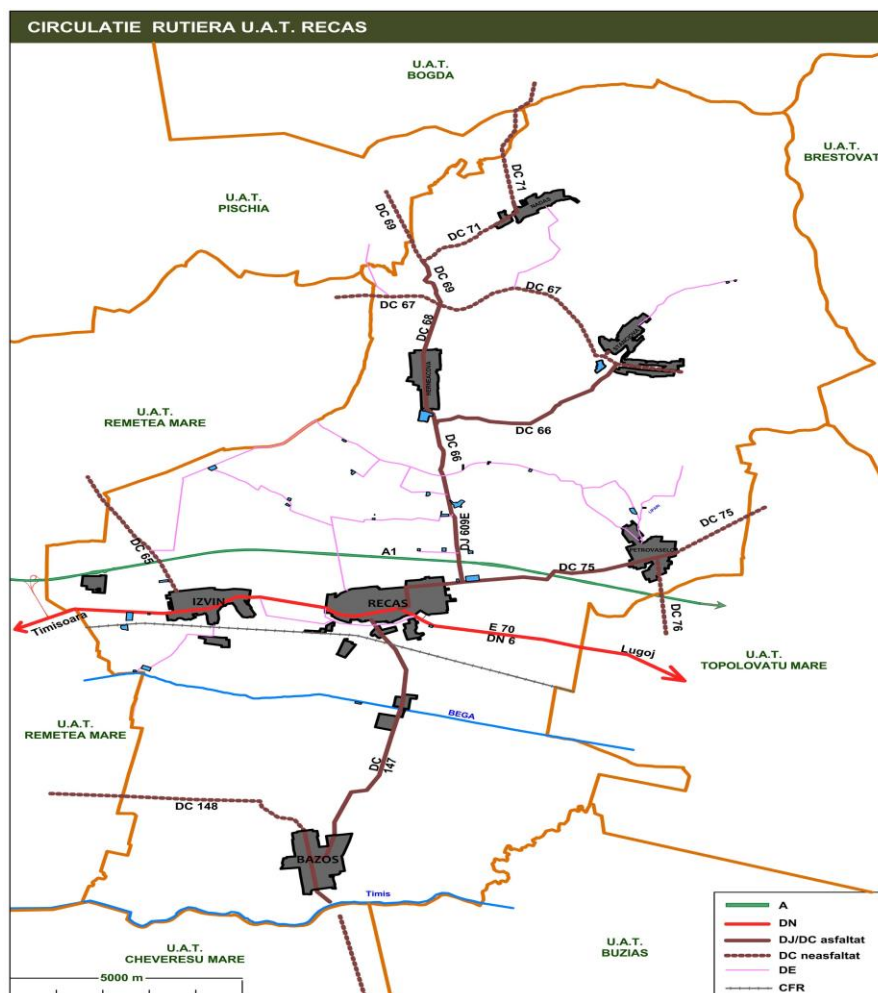 CIRCULATIE RUTIERA U.A.T. RECAS
U.A.T.
BOGDA
U.A.T.
BRESTOVAT
U.A.T.
PISCHIA
DC 71
NADAS
DC 69
DC 71
DC 69
DC 67
DC 67
DC 68
HERNEACOVA
STANCIOVA
U.A.T.
REMETEA MARE
DC 66
DC 66
DC 65
DJ 609E
DC 75
PETROVASELO
A1
DC 75
IZVIN
RECAS
DC 76
Timisoara
E 70
DN 6
Lugoj
U.A.T.
TOPOLOVATU MARE
BEGA
U.A.T.
REMETEA MARE
DC
147
DC 148
BAZOS
Timis
U.A.T.
CHEVERESU MARE
U.A.T.
BUZIAS
5000 m
A
DN
DJ/DC asfaltat
DC neasfaltat
DE
CFR